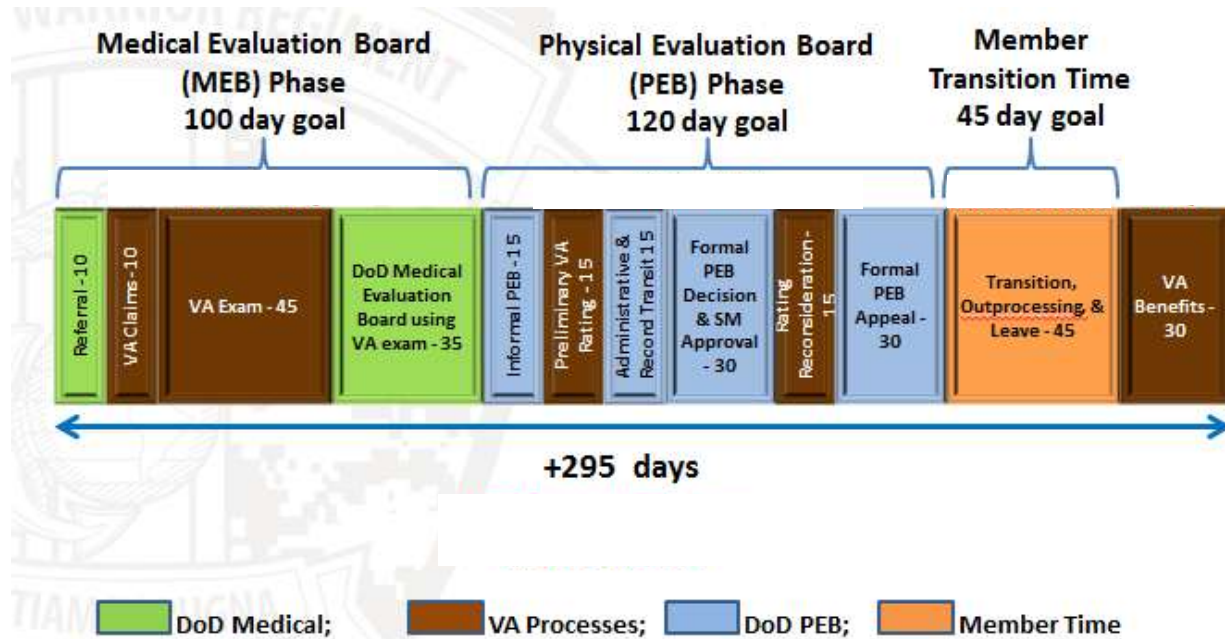 WARRIOR REGIMENT
Medical Evaluation Board
(MEB) Phase
100 day goal
Physical Evaluation Board
(PEB) Phase
120 day goal
Member
Transition Time
45 day goal
Referral - 10
VA Claims - 10
VA Exam - 45
DoD Medical
Evaluation
Board using
VA exam - 35
Informal PEB - 15
Preliminary VA
Rating - 15
Administrative &
Record Transit 15
Formal
PEB
Decision
& SM
Approval
- 30
Rating
Reconsideration -
15
Formal
PEB
Appeal -
30
Transition,
Outprocessing, &
Leave - 45
VA
Benefits -
30
+295 days
DoD Medical;
VA Processes;
DoD PEB;
Member Time